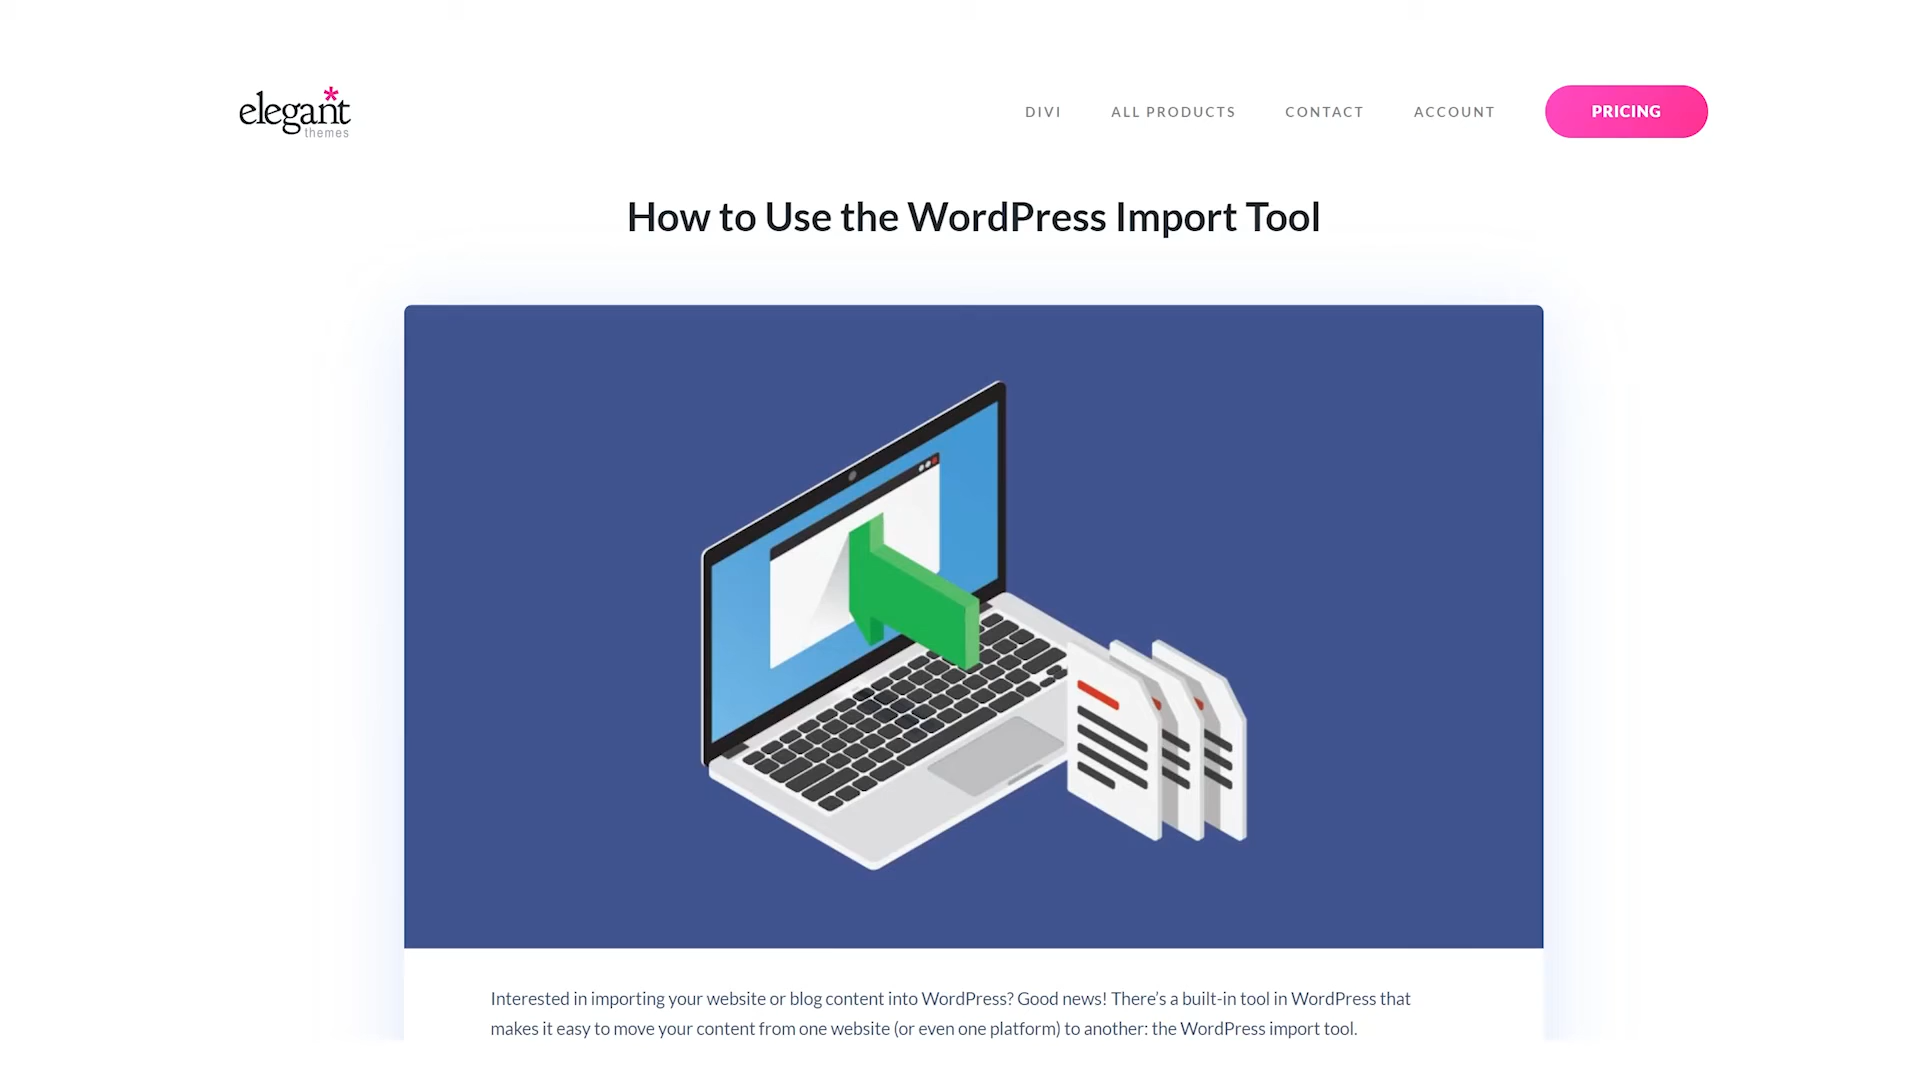 elegant
themes
DIVI
ALL PRODUCTS
CONTACT
ACCOUNT
PRICING
How to Use the WordPress Import Tool
Interested in importing your website or blog content into WordPress? Good news! There’s a built-in tool in WordPress that
makes it easy to move your content from one website (or even one platform) to another: the WordPress import tool.